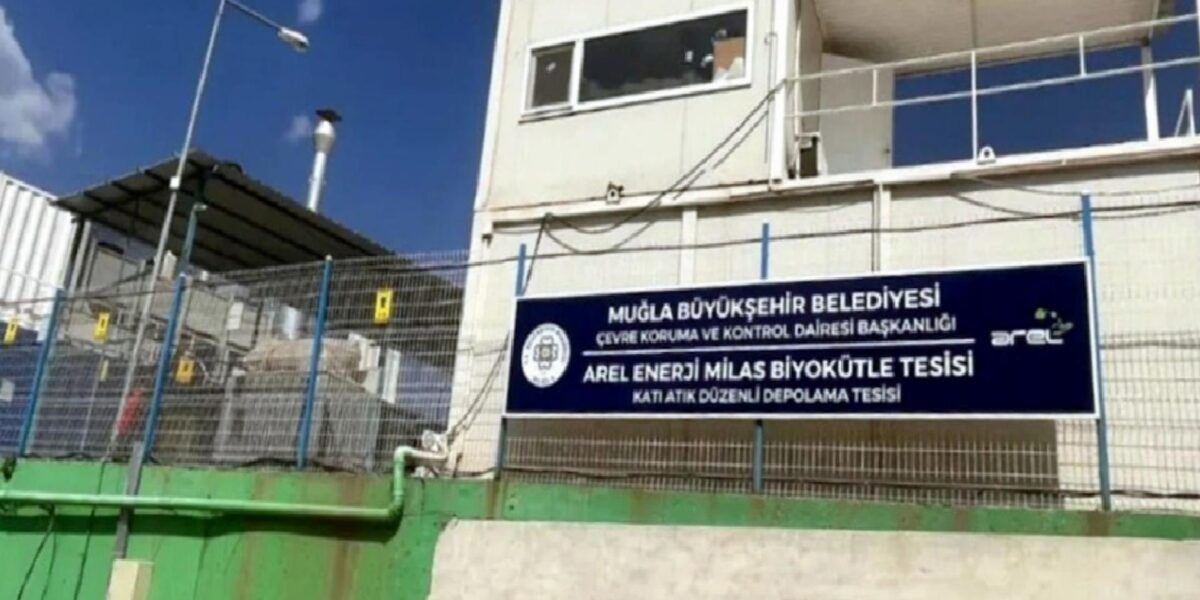 MUĞLA BÜYÜKŞEHİR BELEDİYESİ
ÇEVRE KORUMA VE KONTROL DAİRESİ BAŞKANLIĞI
AREL ENERJİ MİLAS BİYOKÜTLE TESİSİ
KATI ATIK DÜZENLİ DEPOLAMA TESİSİ
arel